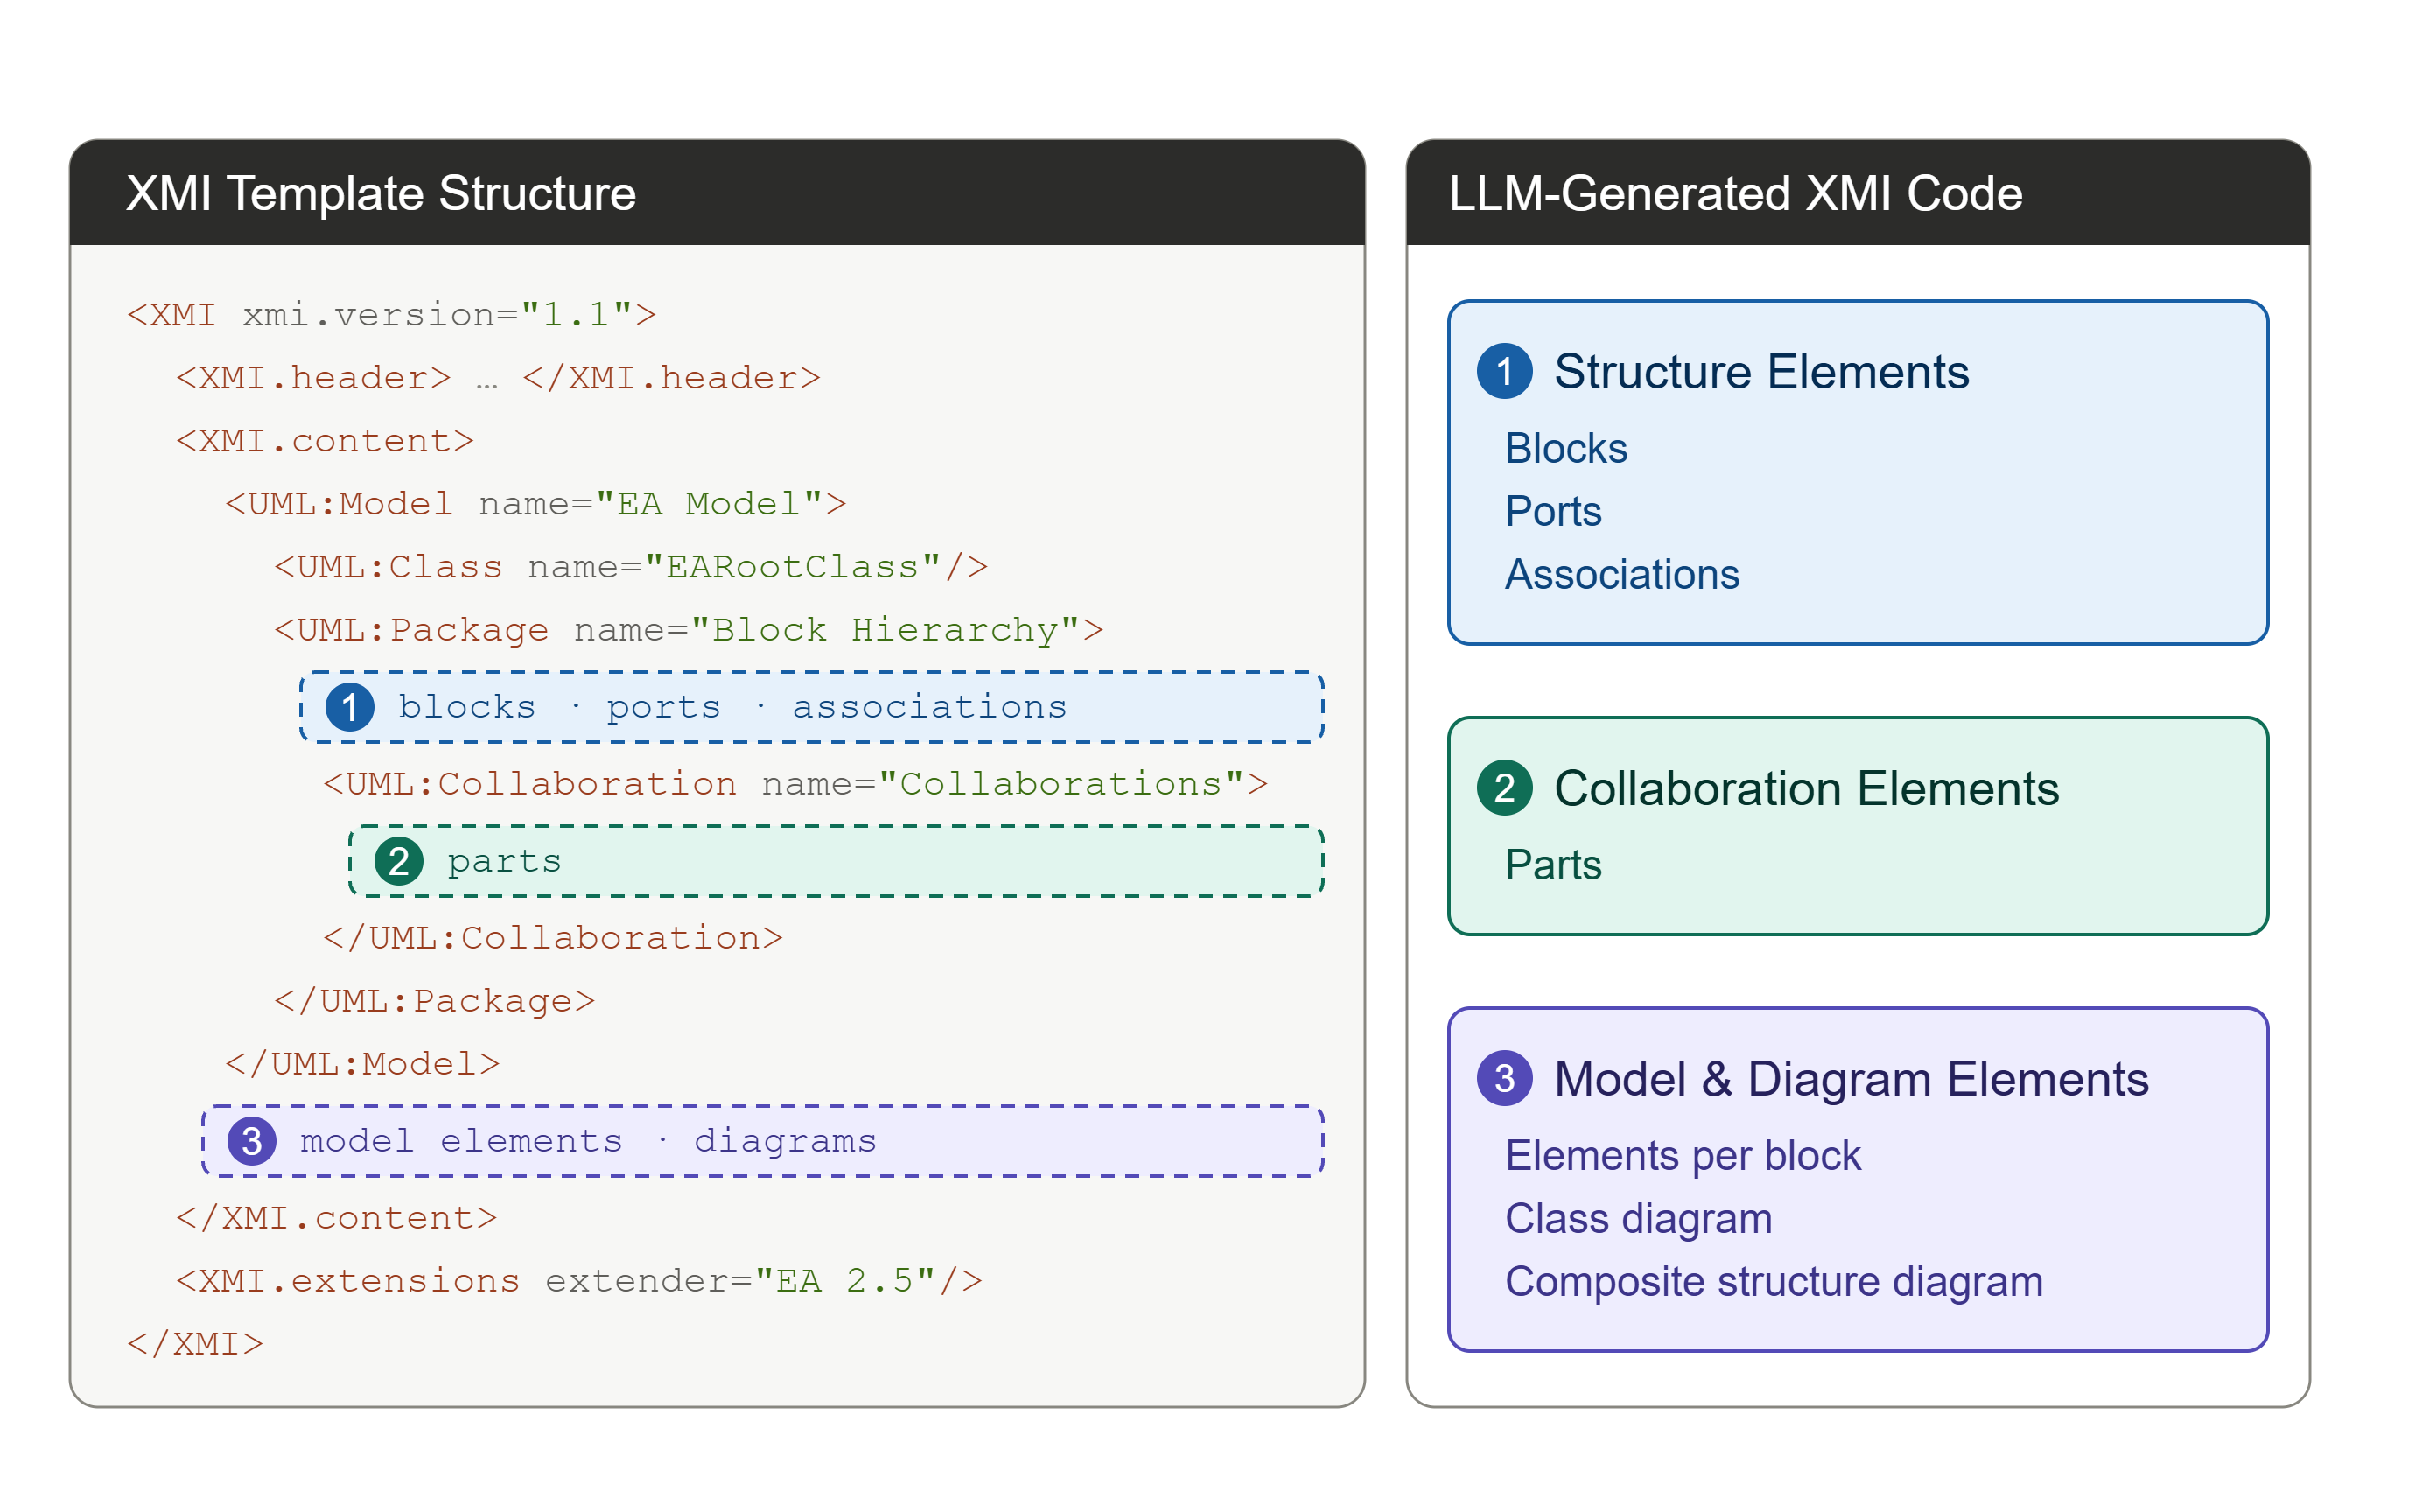 XMI Template Structure
<XMI xmi.version="1.1">
<XMI.header> … </XMI.header>
<XMI.content>
<UML:Model name="EA Model">
<UML:Class name="EARootClass"/>
<UML:Package name="Block Hierarchy">
1 blocks · ports · associations
<UML:Collaboration name="Collaborations">
2 parts
</UML:Collaboration>
</UML:Package>
</UML:Model>
3 model elements · diagrams
</XMI.content>
<XMI.extensions extender="EA 2.5"/>
</XMI>
LLM-Generated XMI Code
1 Structure Elements
Blocks
Ports
Associations
2 Collaboration Elements
Parts
3 Model & Diagram Elements
Elements per block
Class diagram
Composite structure diagram